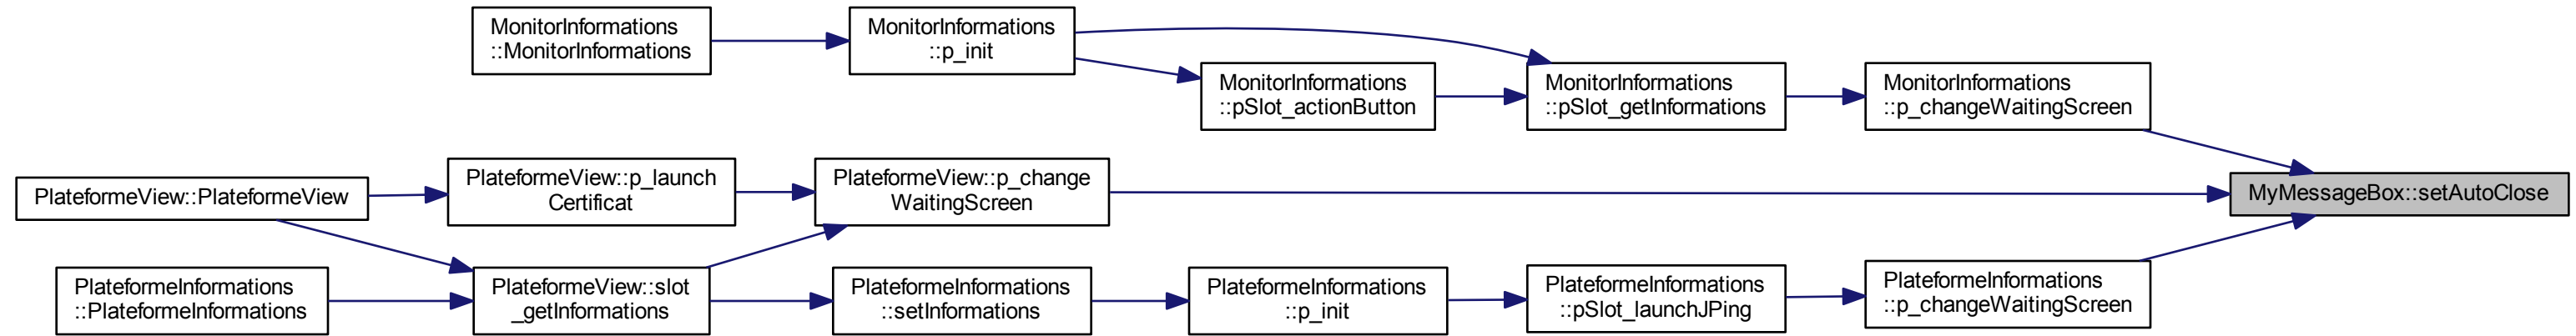 MonitorInformations
::MonitorInformations
MonitorInformations
::p_init
MonitorInformations
::pSlot_actionButton
MonitorInformations
::pSlot_getInformations
MonitorInformations
::p_changeWaitingScreen
PlateformeView::PlateformeView
PlateformeView::p_launch
Certificat
PlateformeView::p_change
WaitingScreen
MyMessageBox::setAutoClose
PlateformeInformations
::PlateformeInformations
PlateformeView::slot
_getInformations
PlateformeInformations
::setInformations
PlateformeInformations
::p_init
PlateformeInformations
::pSlot_launchJPing
PlateformeInformations
::p_changeWaitingScreen